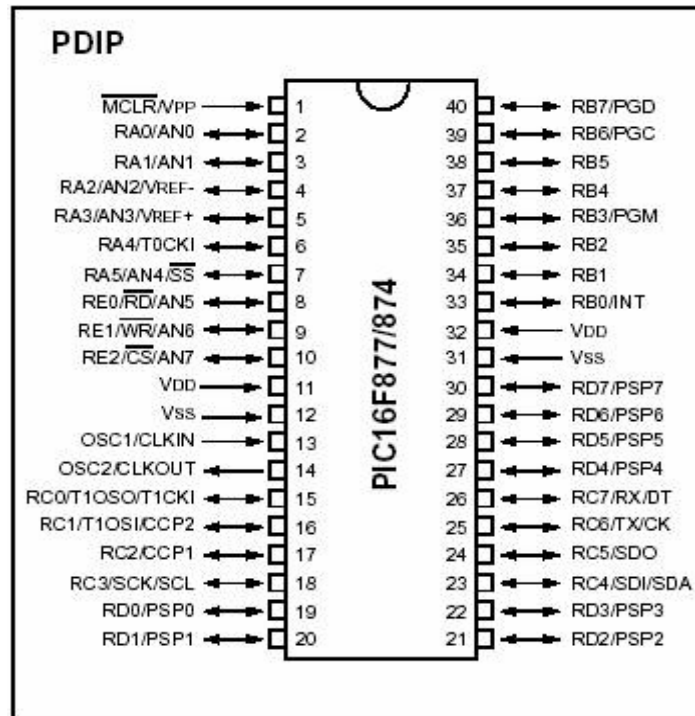 PDIP
MCLR/VPP 1 40 RB7/PGD
RA0/AN0 2 39 RB6/PGC
RA1/AN1 3 38 RB5
RA2/AN2/VREF- 4 37 RB4
RA3/AN3/VREF+ 5 36 RB3/PGM
RA4/T0CKI 6 35 RB2
RA5/AN4/SS 7 34 RB1
RE0/RD/AN5 8 33 RB0/INT
RE1/WR/AN6 9 32 VDD
RE2/CS/AN7 10 31 VSS
VDD 11 30 RD7/PSP7
VSS 12 29 RD6/PSP6
OSC1/CLKIN 13 28 RD5/PSP5
OSC2/CLKOUT 14 27 RD4/PSP4
RC0/T1OSO/T1CKI 15 26 RC7/RX/DT
RC1/T1OSI/CCP2 16 25 RC6/TX/CK
RC2/CCP1 17 24 RC5/SDO
RC3/SCK/SCL 18 23 RC4/SDI/SDA
RD0/PSP0 19 22 RD3/PSP3
RD1/PSP1 20 21 RD2/PSP2
PIC16F877/874